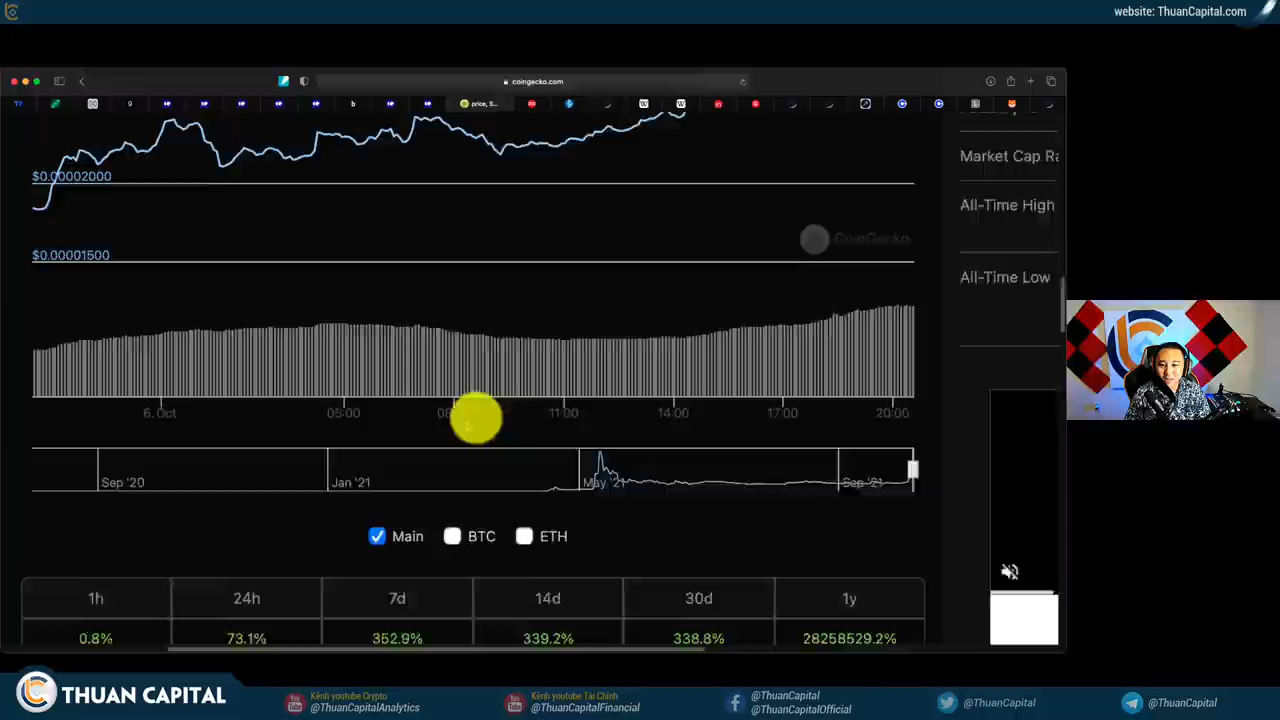 website: ThuanCapital.com
coingecko.com
price, S...
$0.00002000
$0.00001500
CoinGecko
Market Cap Ra
All-Time High
All-Time Low
6. Oct
05:00
11:00
14:00
17:00
20:00
Sep '20
Jan '21
May '21
Sep '21
Main
BTC
ETH
1h
24h
7d
14d
30d
1y
0.8%
73.1%
352.9%
339.2%
338.8%
28258529.2%
THUAN CAPITAL
Kênh youtube Crypto
@ThuanCapitalAnalytics
Kênh youtube Tài Chính
@ThuanCapitalFinancial
@ThuanCapital
@ThuanCapitalOfficial
@ThuanCapital
@ThuanCapital